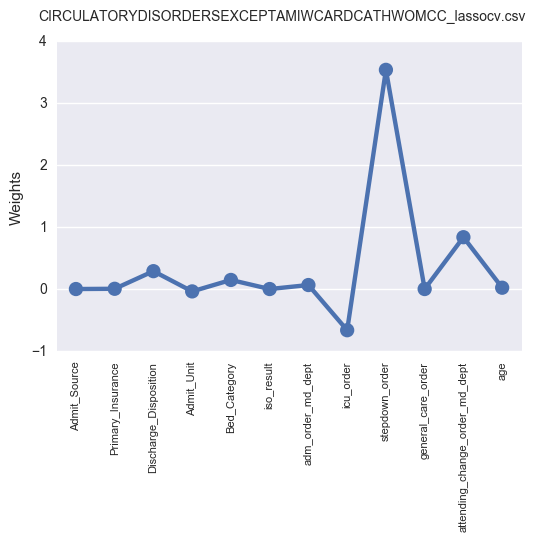 CIRCULATORYDISORDERSEXCEPTAMIWCARDCATHWOMCC_lassocv.csv
4
3
2
1
0
−1
Weights
Admit_Source
Primary_Insurance
Discharge_Disposition
Admit_Unit
Bed_Category
iso_result
adm_order_md_dept
icu_order
stepdown_order
general_care_order
attending_change_order_md_dept
age